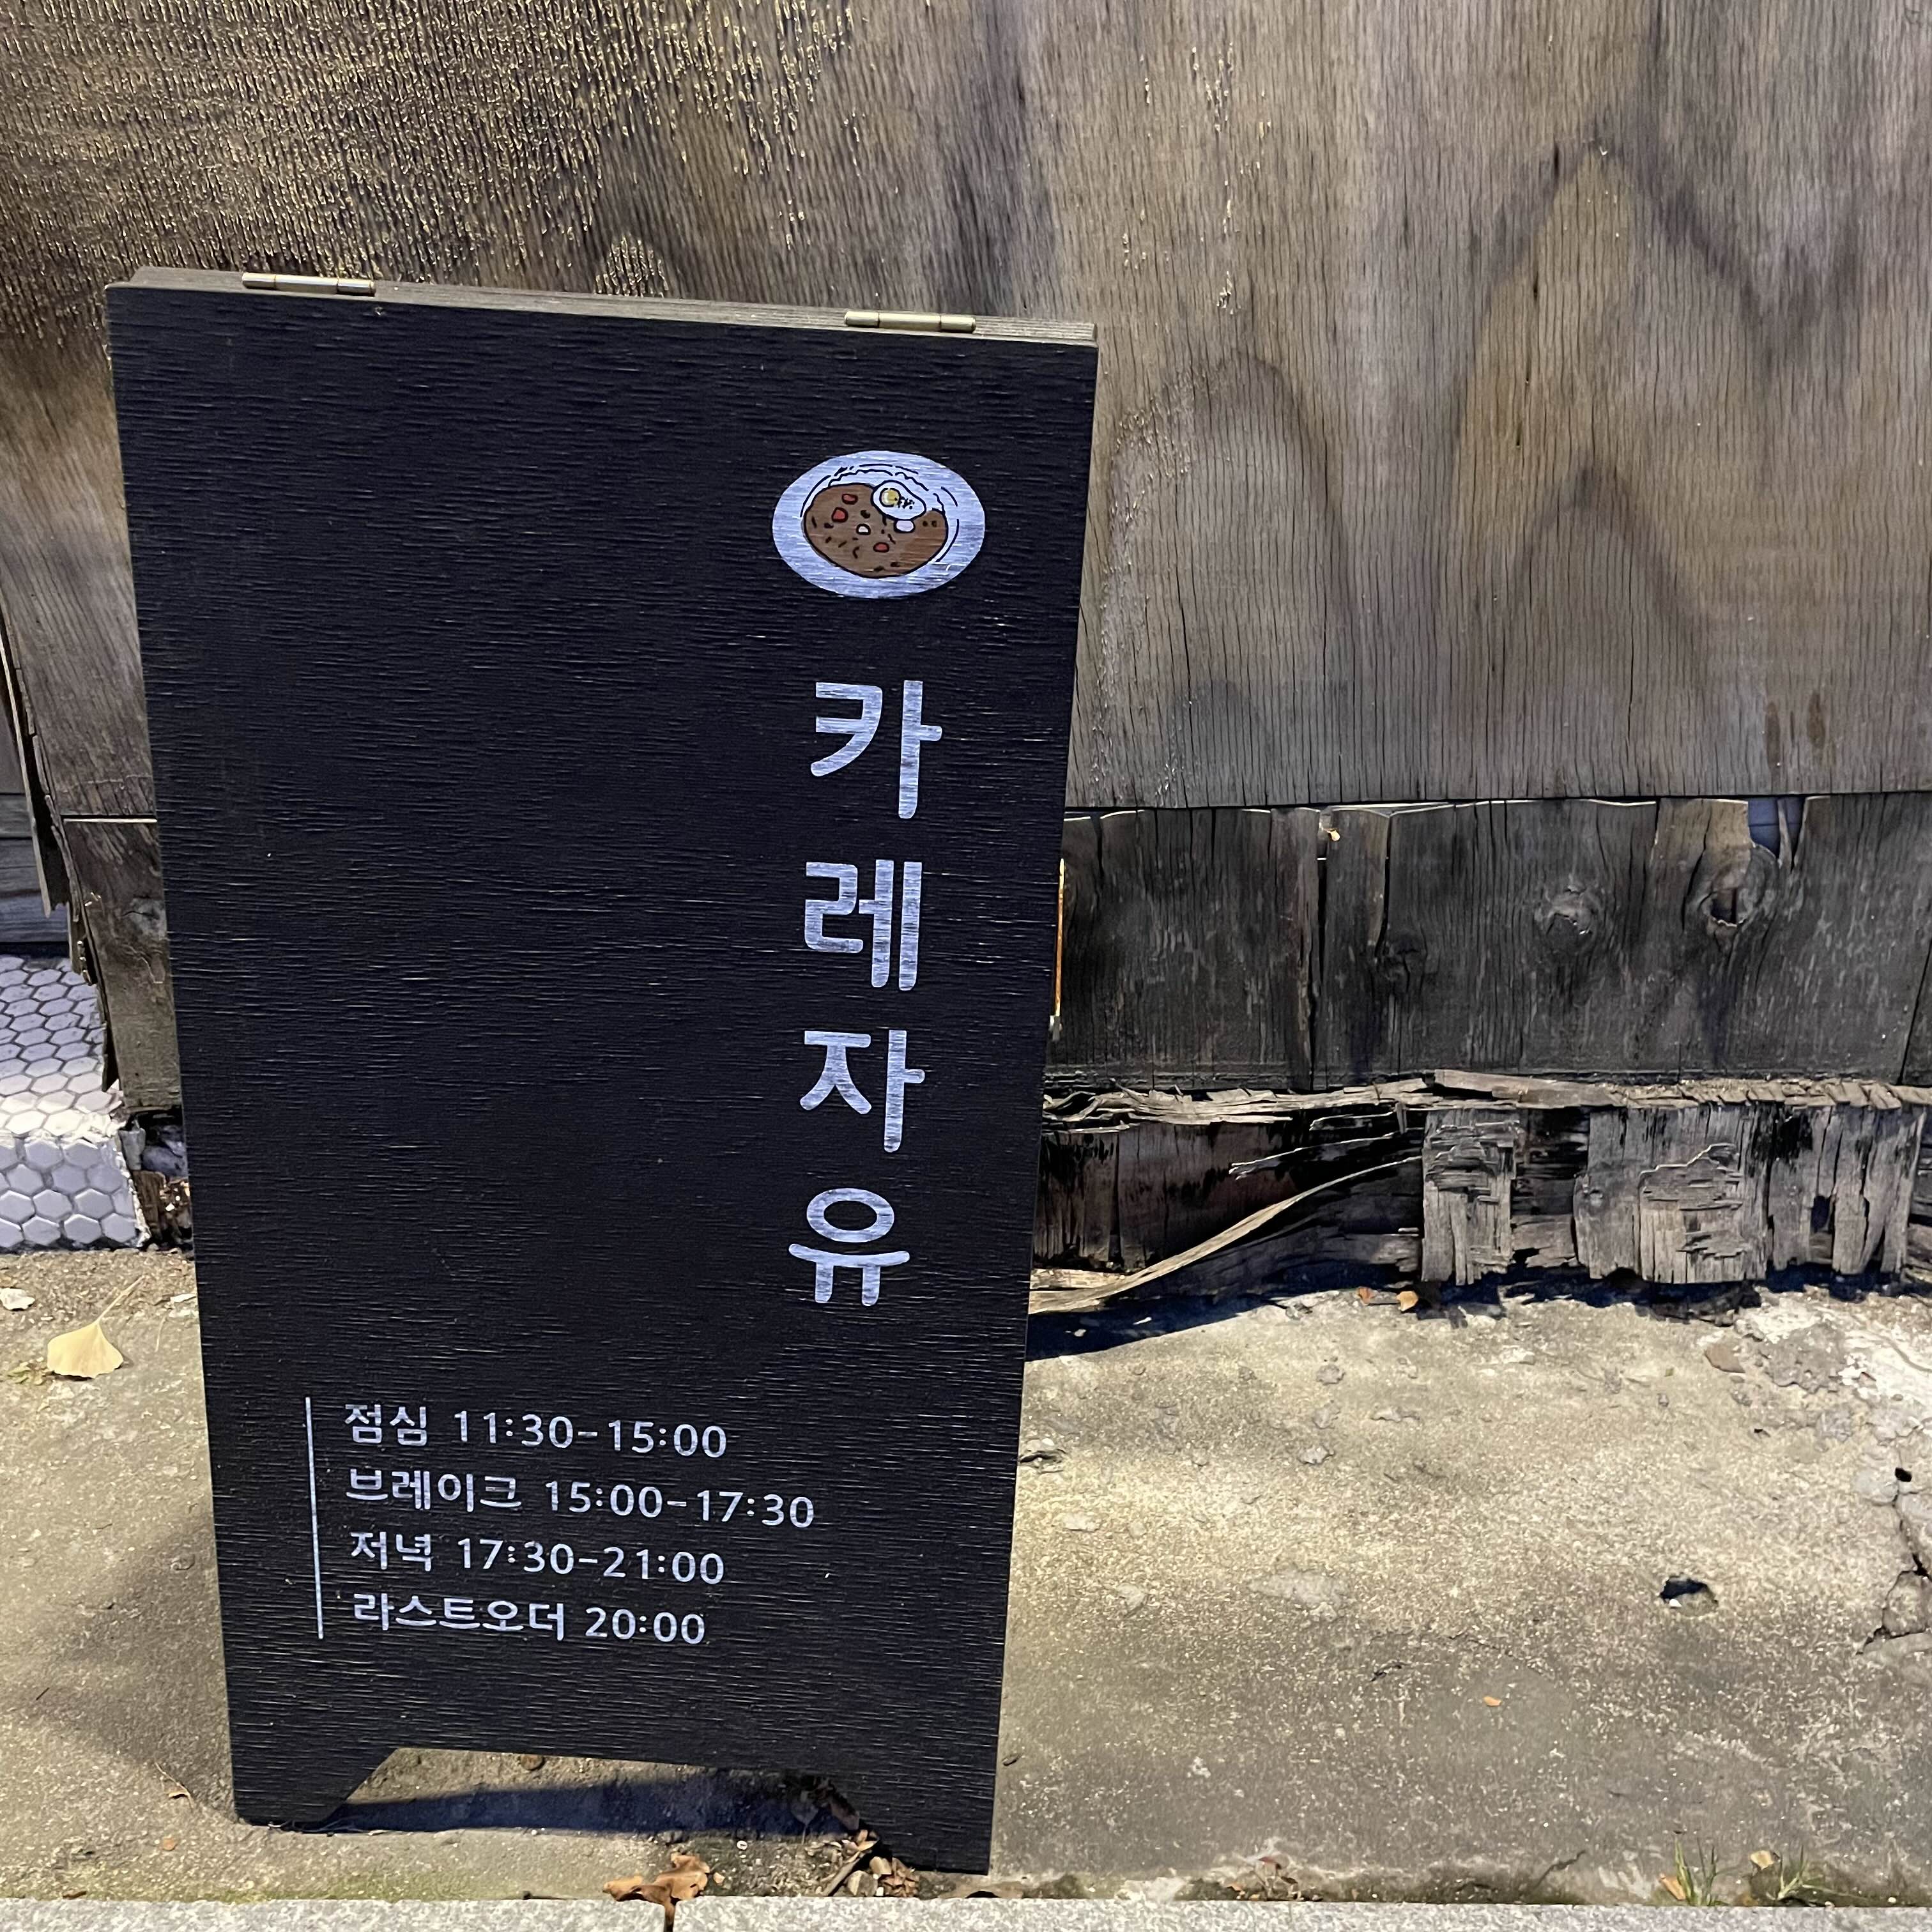 카레자유
점심 11:30-15:00
브레이크 15:00-17:30
저녁 17:30-21:00
라스트오더 20:00